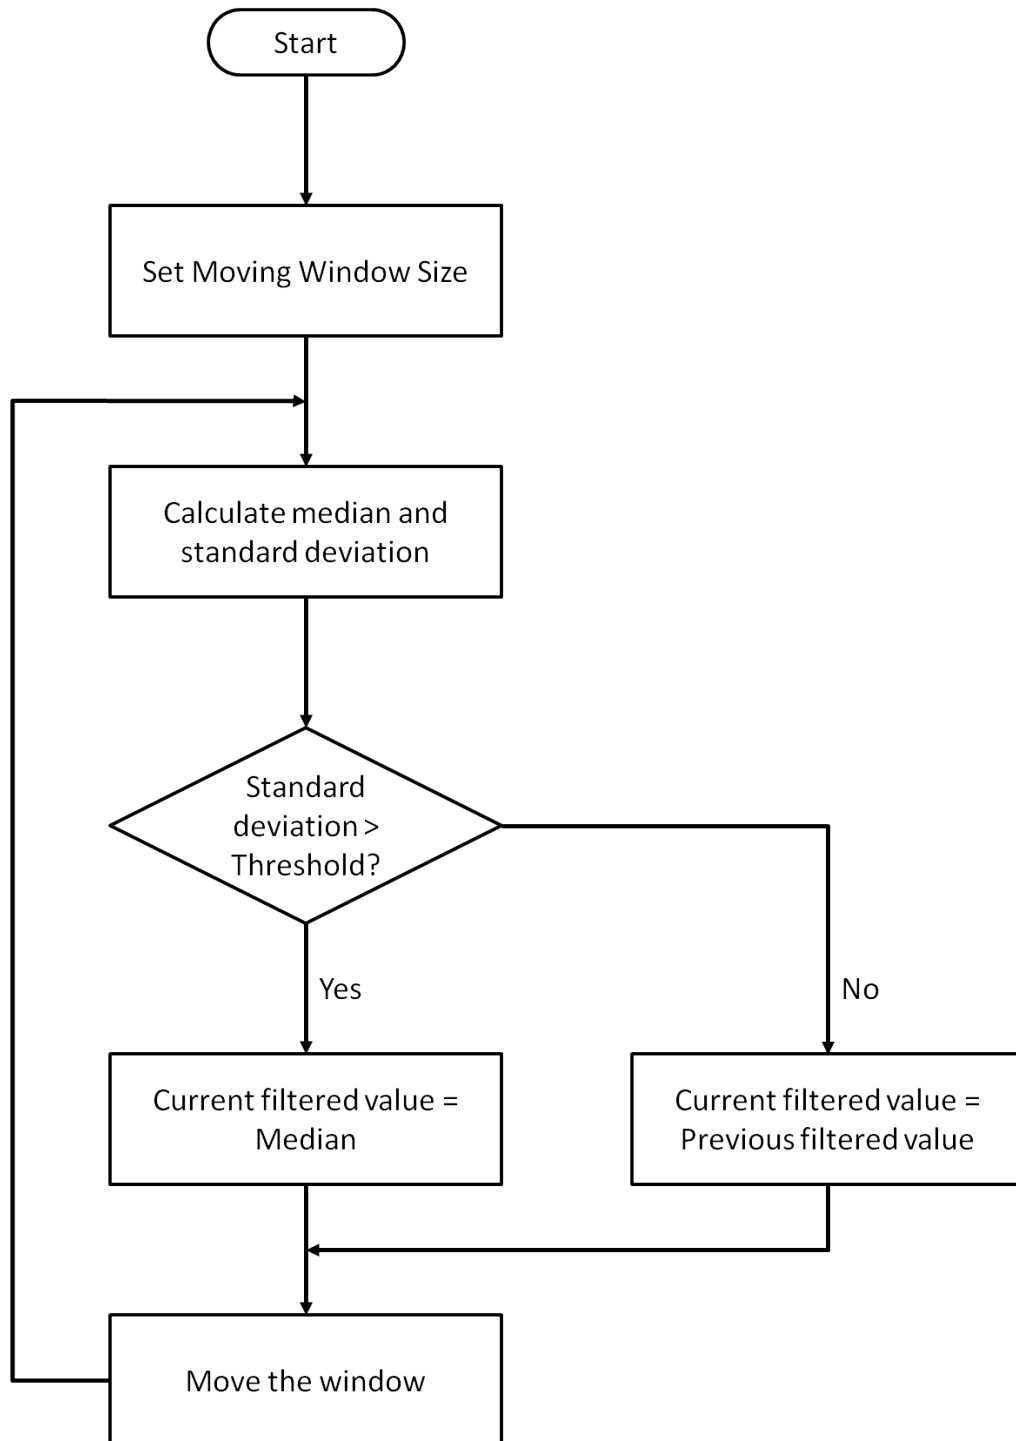 Start
Set Moving Window Size
Calculate median and
standard deviation
Standard
deviation >
Threshold?
Yes
No
Current filtered value =
Median
Current filtered value =
Previous filtered value
Move the window